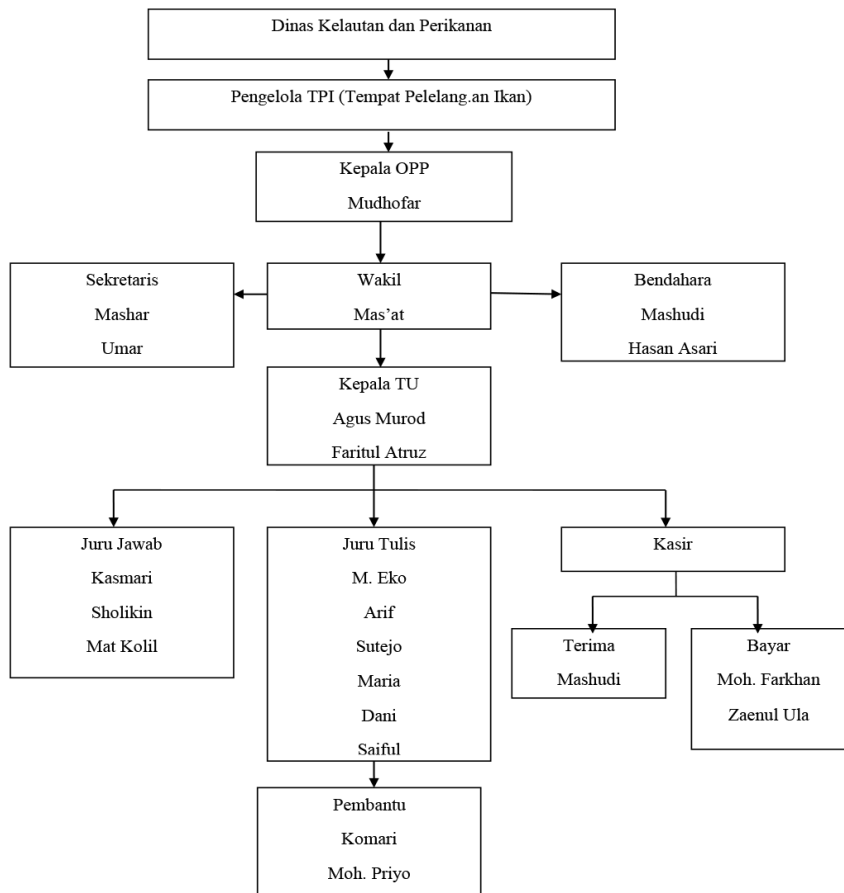 Dinas Kelautan dan Perikanan
Pengelola TPI (Tempat Pelelang.an Ikan)
Kepala OPP
Mudhofar
Sekretaris
Mashar
Umar
Wakil
Mas’at
Bendahara
Mashudi
Hasan Asari
Kepala TU
Agus Murod
Faritul Atruz
Juru Jawab
Kasmari
Sholikin
Mat Kolil
Juru Tulis
M. Eko
Arif
Sutejo
Maria
Dani
Saiful
Kasir
Terima
Mashudi
Bayar
Moh. Farkhan
Zaenul Ula
Pembantu
Komari
Moh. Priyo